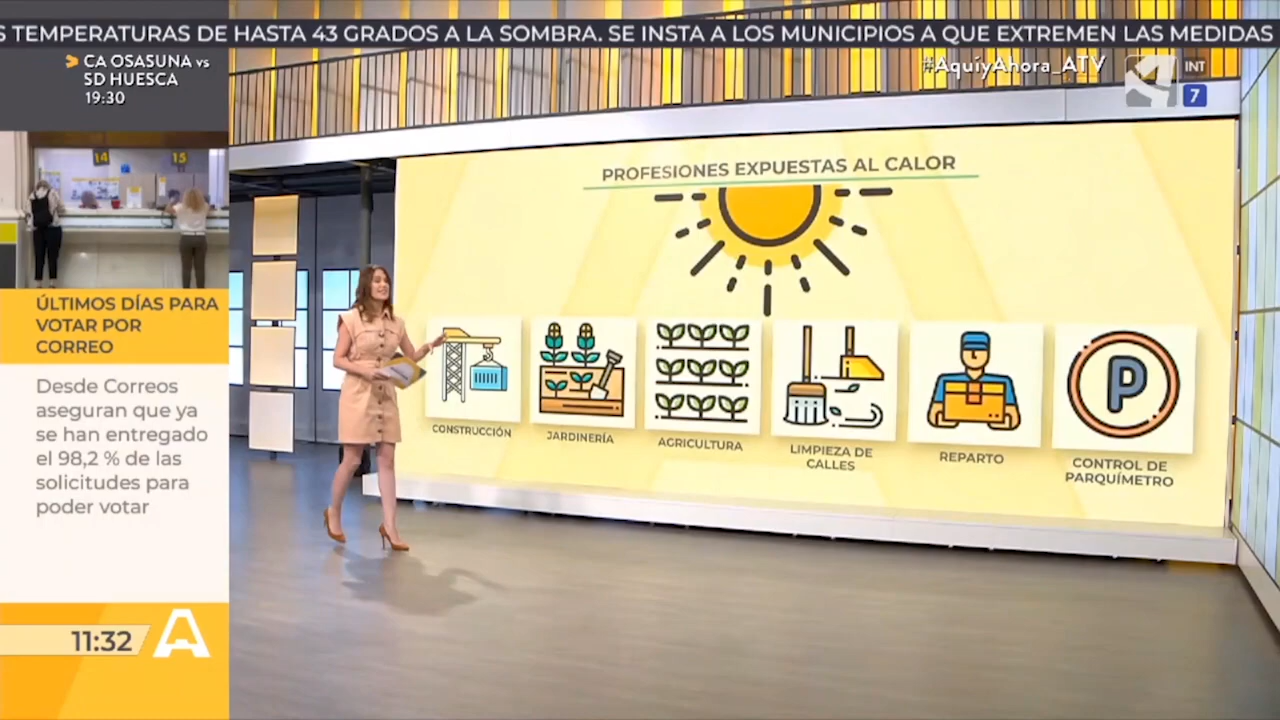 S TEMPERATURAS DE HASTA 43 GRADOS A LA SOMBRA. SE INSTA A LOS MUNICIPIOS A QUE EXTREMEN LAS MEDIDAS
CA OSASUNA vs
SD HUESCA
19:30
#AquiyAhora_ATV
INT
7
14
15
ÚLTIMOS DÍAS PARA
VOTAR POR
CORREO
Desde Correos
aseguran que ya
se han entregado
el 98,2 % de las
solicitudes para
poder votar
11:32
PROFESIONES EXPUESTAS AL CALOR
CONSTRUCCIÓN
JARDINERÍA
AGRICULTURA
LIMPIEZA DE
CALLES
REPARTO
P
CONTROL DE
PARQUÍMETRO